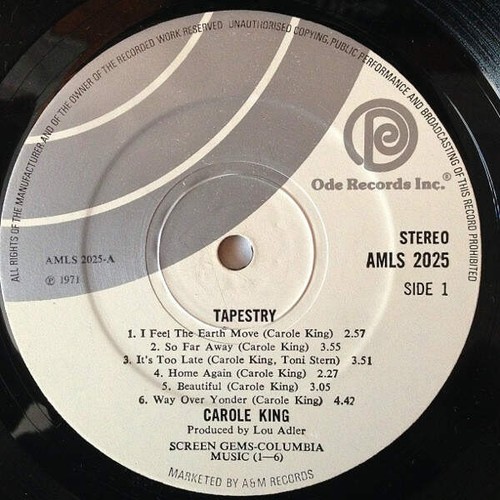 ALL RIGHTS OF THE MANUFACTURER AND OF THE OWNER OF THE RECORDED WORK RESERVED. UNAUTHORISED COPYING, PUBLIC PERFORMANCE AND BROADCASTING OF THIS RECORD PROHIBITED
Ode Records Inc.®
STEREO
AMLS 2025-A
AMLS 2025
℗ 1971
SIDE 1
TAPESTRY
1. I Feel The Earth Move (Carole King) 2.57
2. So Far Away (Carole King) 3.55
3. It's Too Late (Carole King, Toni Stern) 3.51
4. Home Again (Carole King) 2.27
5. Beautiful (Carole King) 3.05
6. Way Over Yonder (Carole King) 4.42
CAROLE KING
Produced by Lou Adler
SCREEN GEMS-COLUMBIA
MUSIC (1—6)
MARKETED BY A&M RECORDS